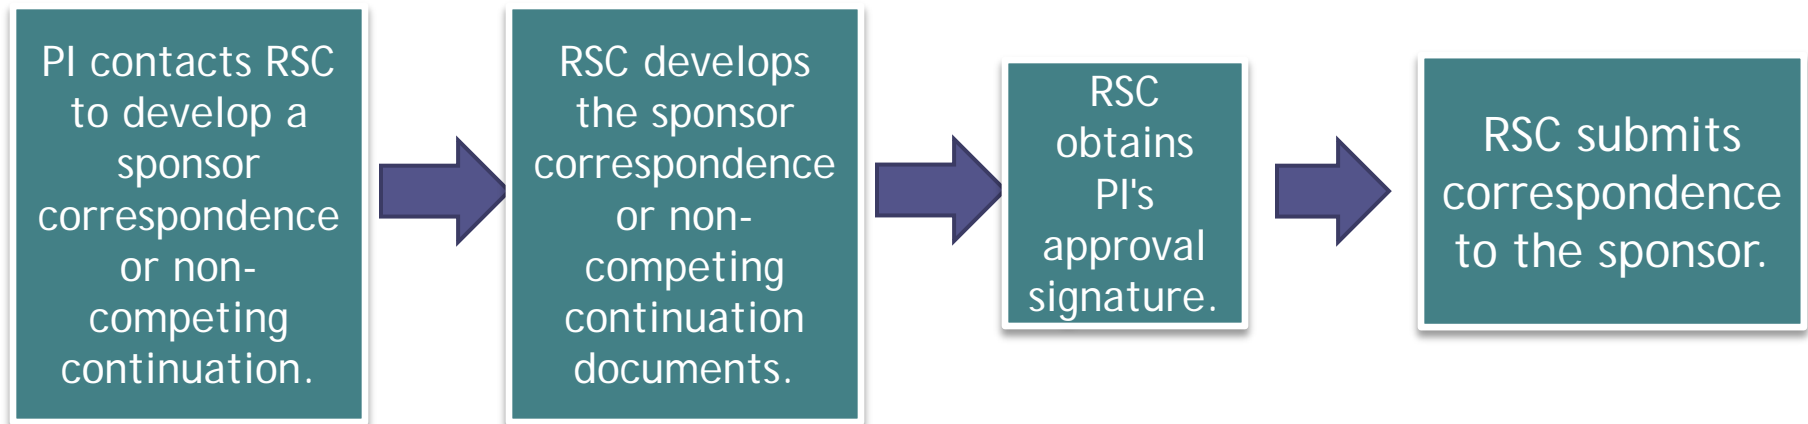 PI contacts RSC
to develop a
sponsor
correspondence
or non-
competing
continuation.
RSC develops
the sponsor
correspondence
or non-
competing
continuation
documents.
RSC
obtains
PI's
approval
signature.
RSC submits
correspondence
to the sponsor.